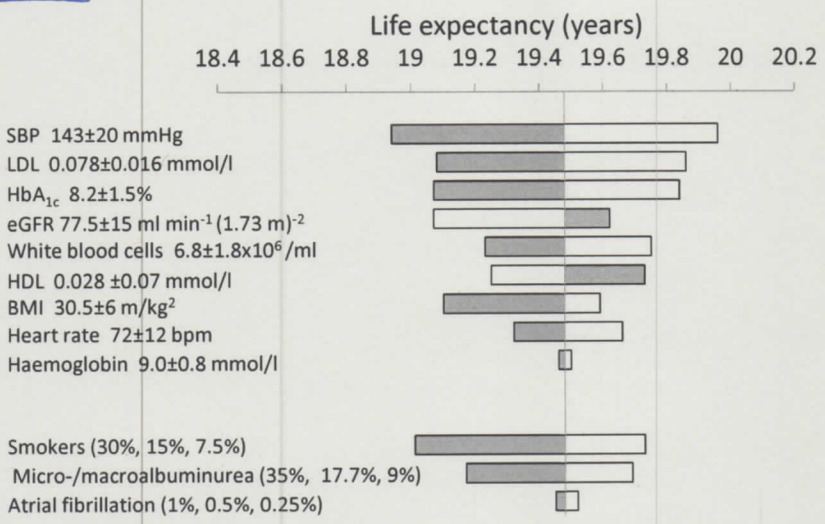 Life expectancy (years)
18.4 18.6 18.8 19 19.2 19.4 19.6 19.8 20 20.2
SBP 143±20 mmHg
LDL 0.078±0.016 mmol/l
HbA1c 8.2±1.5%
eGFR 77.5±15 ml min⁻¹ (1.73 m)⁻²
White blood cells 6.8±1.8x10⁶/ml
HDL 0.028 ±0.07 mmol/l
BMI 30.5±6 m/kg²
Heart rate 72±12 bpm
Haemoglobin 9.0±0.8 mmol/l
Smokers (30%, 15%, 7.5%)
Micro-/macroalbuminurea (35%, 17.7%, 9%)
Atrial fibrillation (1%, 0.5%, 0.25%)